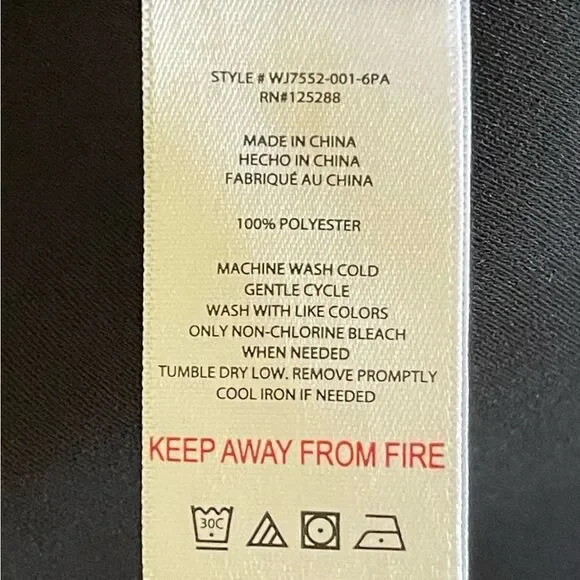 STYLE # WJ7552-001-6PA
RN#125288
MADE IN CHINA
HECHO IN CHINA
FABRIQUÉ AU CHINA
100% POLYESTER
MACHINE WASH COLD
GENTLE CYCLE
WASH WITH LIKE COLORS
ONLY NON-CHLORINE BLEACH
WHEN NEEDED
TUMBLE DRY LOW. REMOVE PROMPTLY
COOL IRON IF NEEDED
KEEP AWAY FROM FIRE
30C